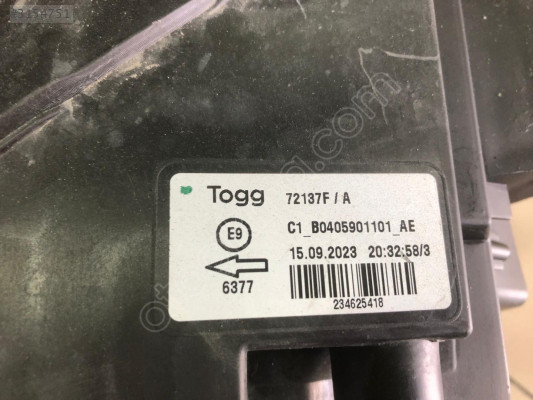 Togg 72137F / A
E9 C1_B0405901101_AE
15.09.2023 20:32:58/3
6377
234625418